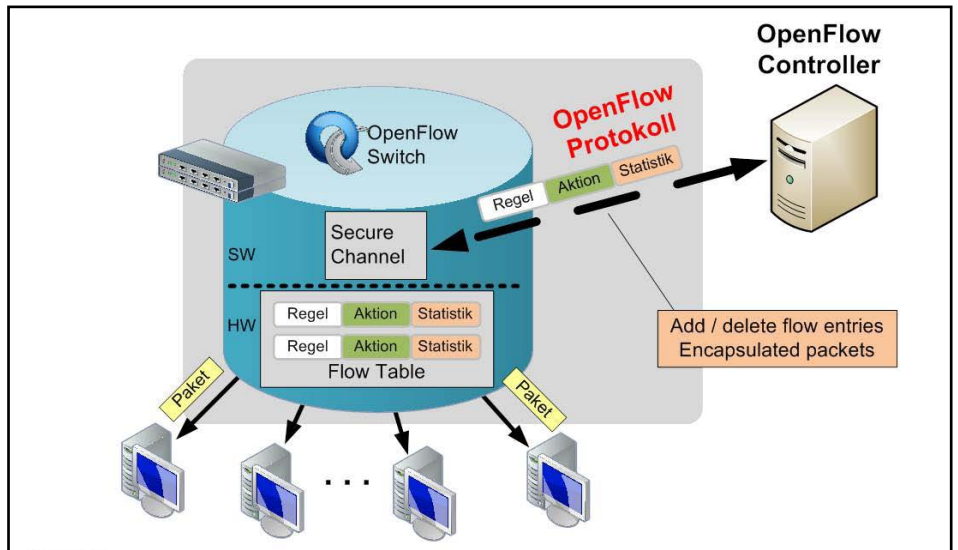 OpenFlow
Controller
OpenFlow
Protokoll
OpenFlow
Switch
Regel Aktion Statistik
Secure
Channel
SW
HW
Regel Aktion Statistik
Regel Aktion Statistik
Flow Table
Add / delete flow entries
Encapsulated packets
Paket
Paket
. . .